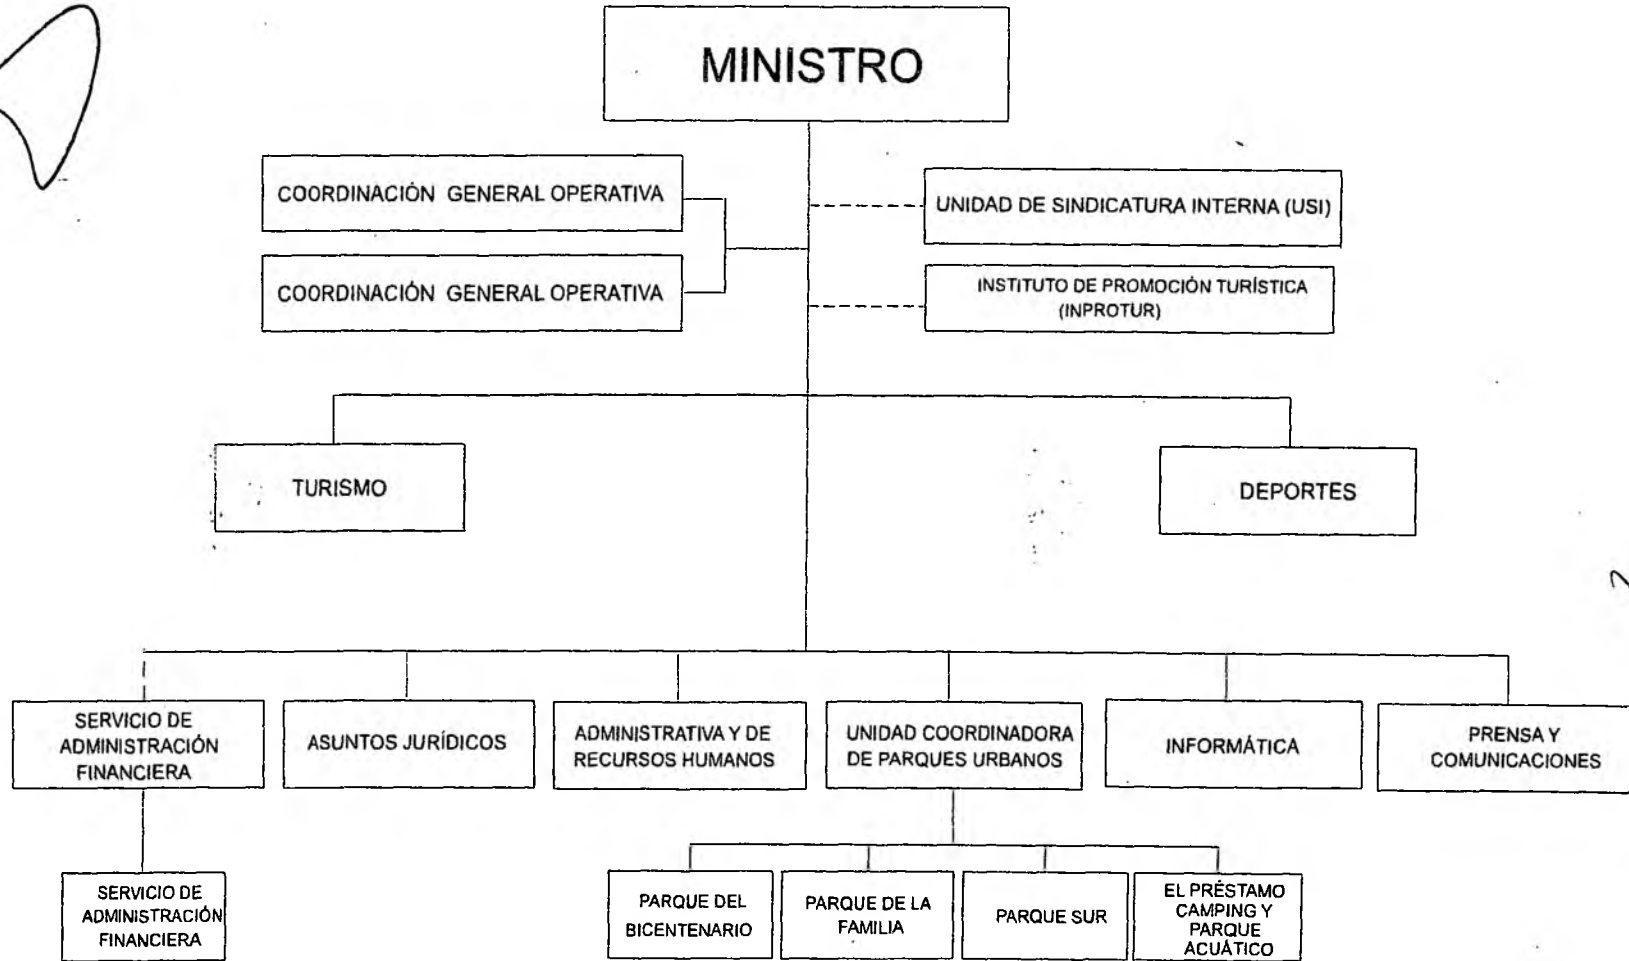 MINISTRO
COORDINACIÓN GENERAL OPERATIVA
UNIDAD DE SINDICATURA INTERNA (USI)
COORDINACIÓN GENERAL OPERATIVA
INSTITUTO DE PROMOCIÓN TURÍSTICA
(INPROTUR)
TURISMO
DEPORTES
SERVICIO DE
ADMINISTRACIÓN
FINANCIERA
ASUNTOS JURÍDICOS
ADMINISTRATIVA Y DE
RECURSOS HUMANOS
UNIDAD COORDINADORA
DE PARQUES URBANOS
INFORMÁTICA
PRENSA Y
COMUNICACIONES
SERVICIO DE
ADMINISTRACIÓN
FINANCIERA
PARQUE DEL
BICENTENARIO
PARQUE DE LA
FAMILIA
PARQUE SUR
EL PRÉSTAMO
CAMPING Y
PARQUE
ACUÁTICO